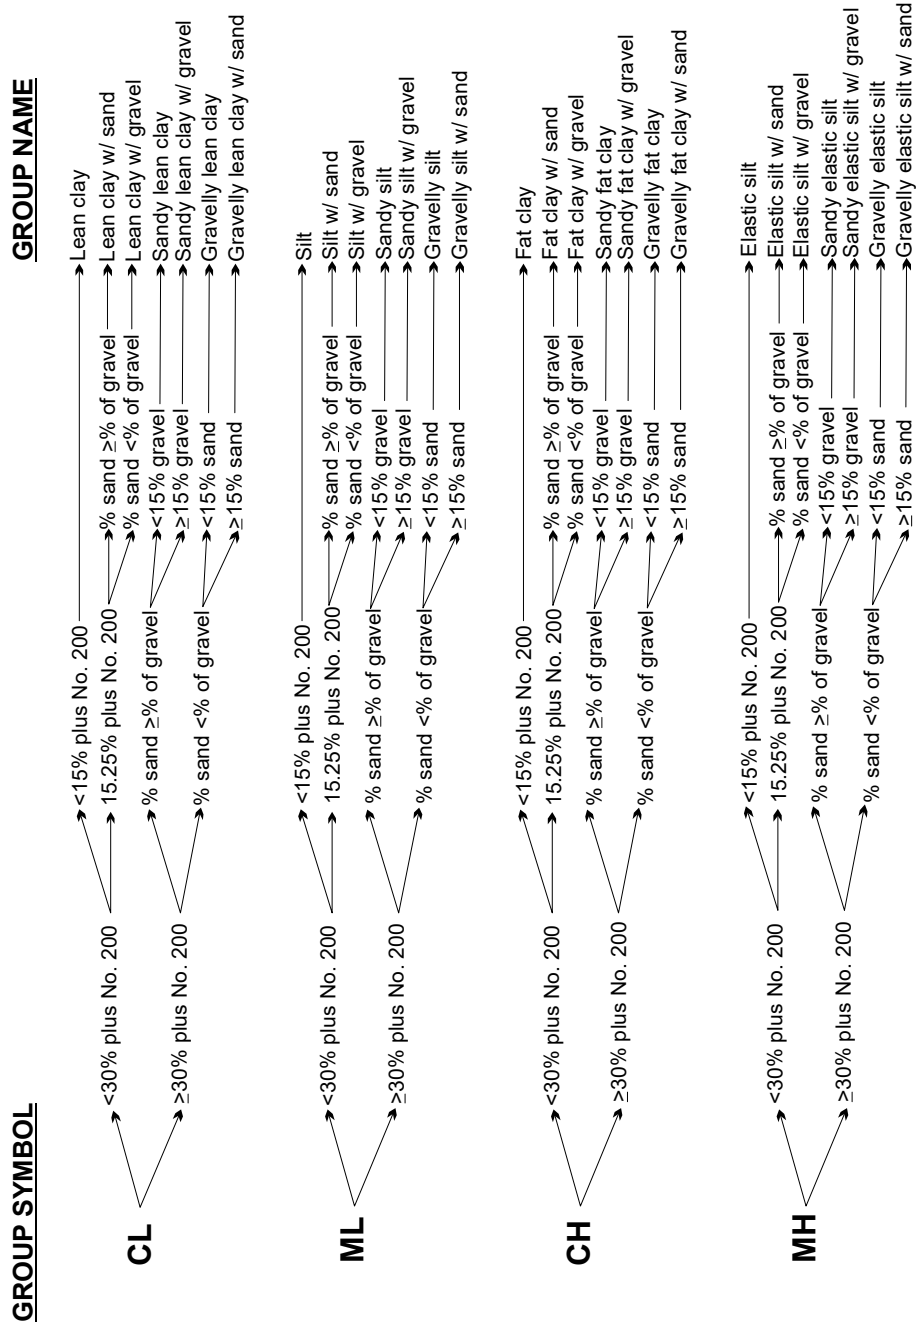 GROUP SYMBOL
GROUP NAME
CL
<30% plus No. 200
≥30% plus No. 200
<15% plus No. 200
15.25% plus No. 200
% sand ≥% of gravel
% sand <% of gravel
% sand ≥% of gravel
% sand <% of gravel
<15% gravel
≥15% gravel
<15% sand
≥15% sand
Lean clay
Lean clay w/ sand
Lean clay w/ gravel
Sandy lean clay
Sandy lean clay w/ gravel
Gravelly lean clay
Gravelly lean clay w/ sand
ML
<30% plus No. 200
≥30% plus No. 200
<15% plus No. 200
15.25% plus No. 200
% sand ≥% of gravel
% sand <% of gravel
% sand ≥% of gravel
% sand <% of gravel
<15% gravel
≥15% gravel
<15% sand
≥15% sand
Silt
Silt w/ sand
Silt w/ gravel
Sandy silt
Sandy silt w/ gravel
Gravelly silt
Gravelly silt w/ sand
CH
<30% plus No. 200
≥30% plus No. 200
<15% plus No. 200
15.25% plus No. 200
% sand ≥% of gravel
% sand <% of gravel
% sand ≥% of gravel
% sand <% of gravel
<15% gravel
≥15% gravel
<15% sand
≥15% sand
Fat clay
Fat clay w/ sand
Fat clay w/ gravel
Sandy fat clay
Sandy fat clay w/ gravel
Gravelly fat clay
Gravelly fat clay w/ sand
MH
<30% plus No. 200
≥30% plus No. 200
<15% plus No. 200
15.25% plus No. 200
% sand ≥% of gravel
% sand <% of gravel
% sand ≥% of gravel
% sand <% of gravel
<15% gravel
≥15% gravel
<15% sand
≥15% sand
Elastic silt
Elastic silt w/ sand
Elastic silt w/ gravel
Sandy elastic silt
Sandy elastic silt w/ gravel
Gravelly elastic silt
Gravelly elastic silt w/ sand